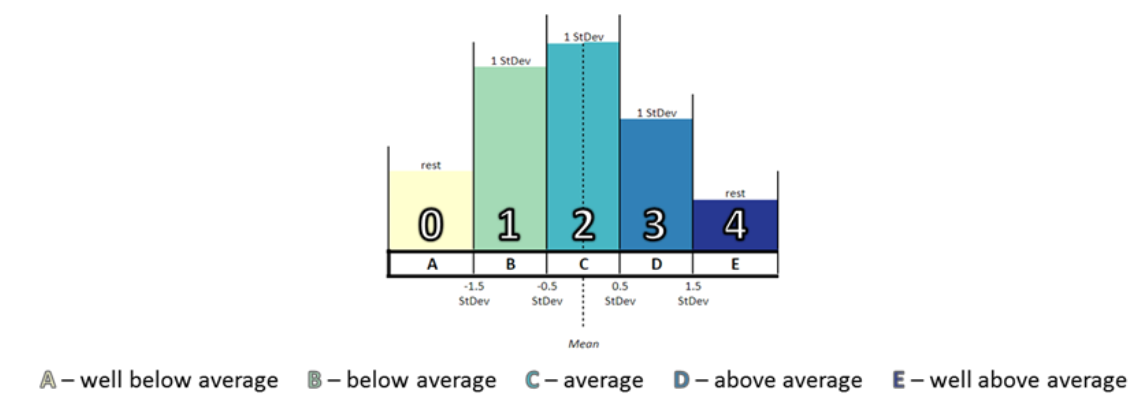 1 StDev
1 StDev
1 StDev
rest
rest
0 1 2 3 4
A B C D E
-1.5 -0.5 0.5 1.5
StDev StDev StDev StDev
Mean
A – well below average B – below average C – average D – above average E – well above average